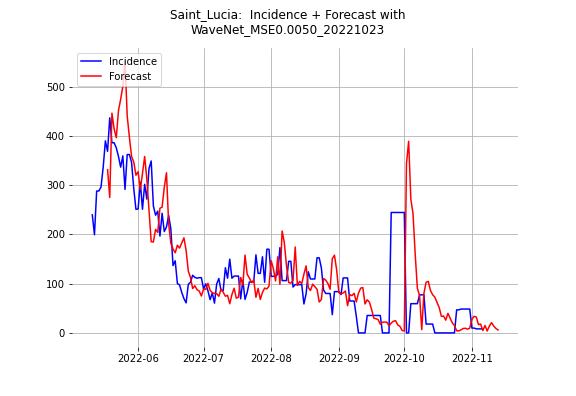 Saint_Lucia:  Incidence + Forecast with
WaveNet_MSE0.0050_20221023
Incidence
Forecast
500
400
300
200
100
0
2022-06 2022-07 2022-08 2022-09 2022-10 2022-11